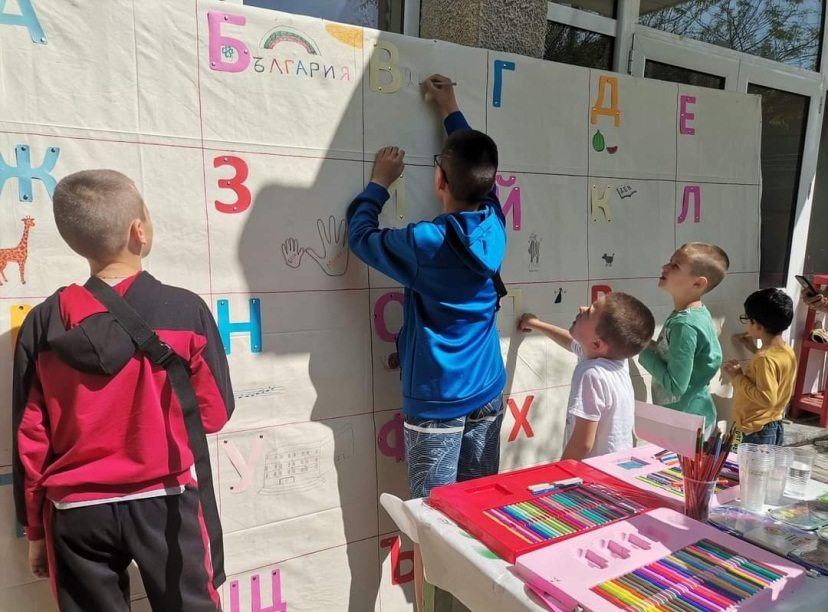 А БЪЛГАРИЯ В Г Д Е
Ж З Й К Л
Н О П Р
У Ф Х
Щ Ъ